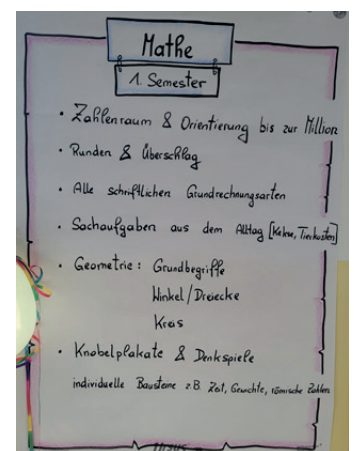 Mathe
1. Semester
• Zahlenraum & Orientierung bis zur Million
• Runden & Überschlag
• Alle schriftlichen Grundrechnungsarten
• Sachaufgaben aus dem Alltag [Kekse, Tierkosten]
• Geometrie: Grundbegriffe
Winkel/Dreiecke
Kreis
• Knobelplakate & Denkspiele
individuelle Bausteine z.B. Zeit, Gewichte, römische Zahlen